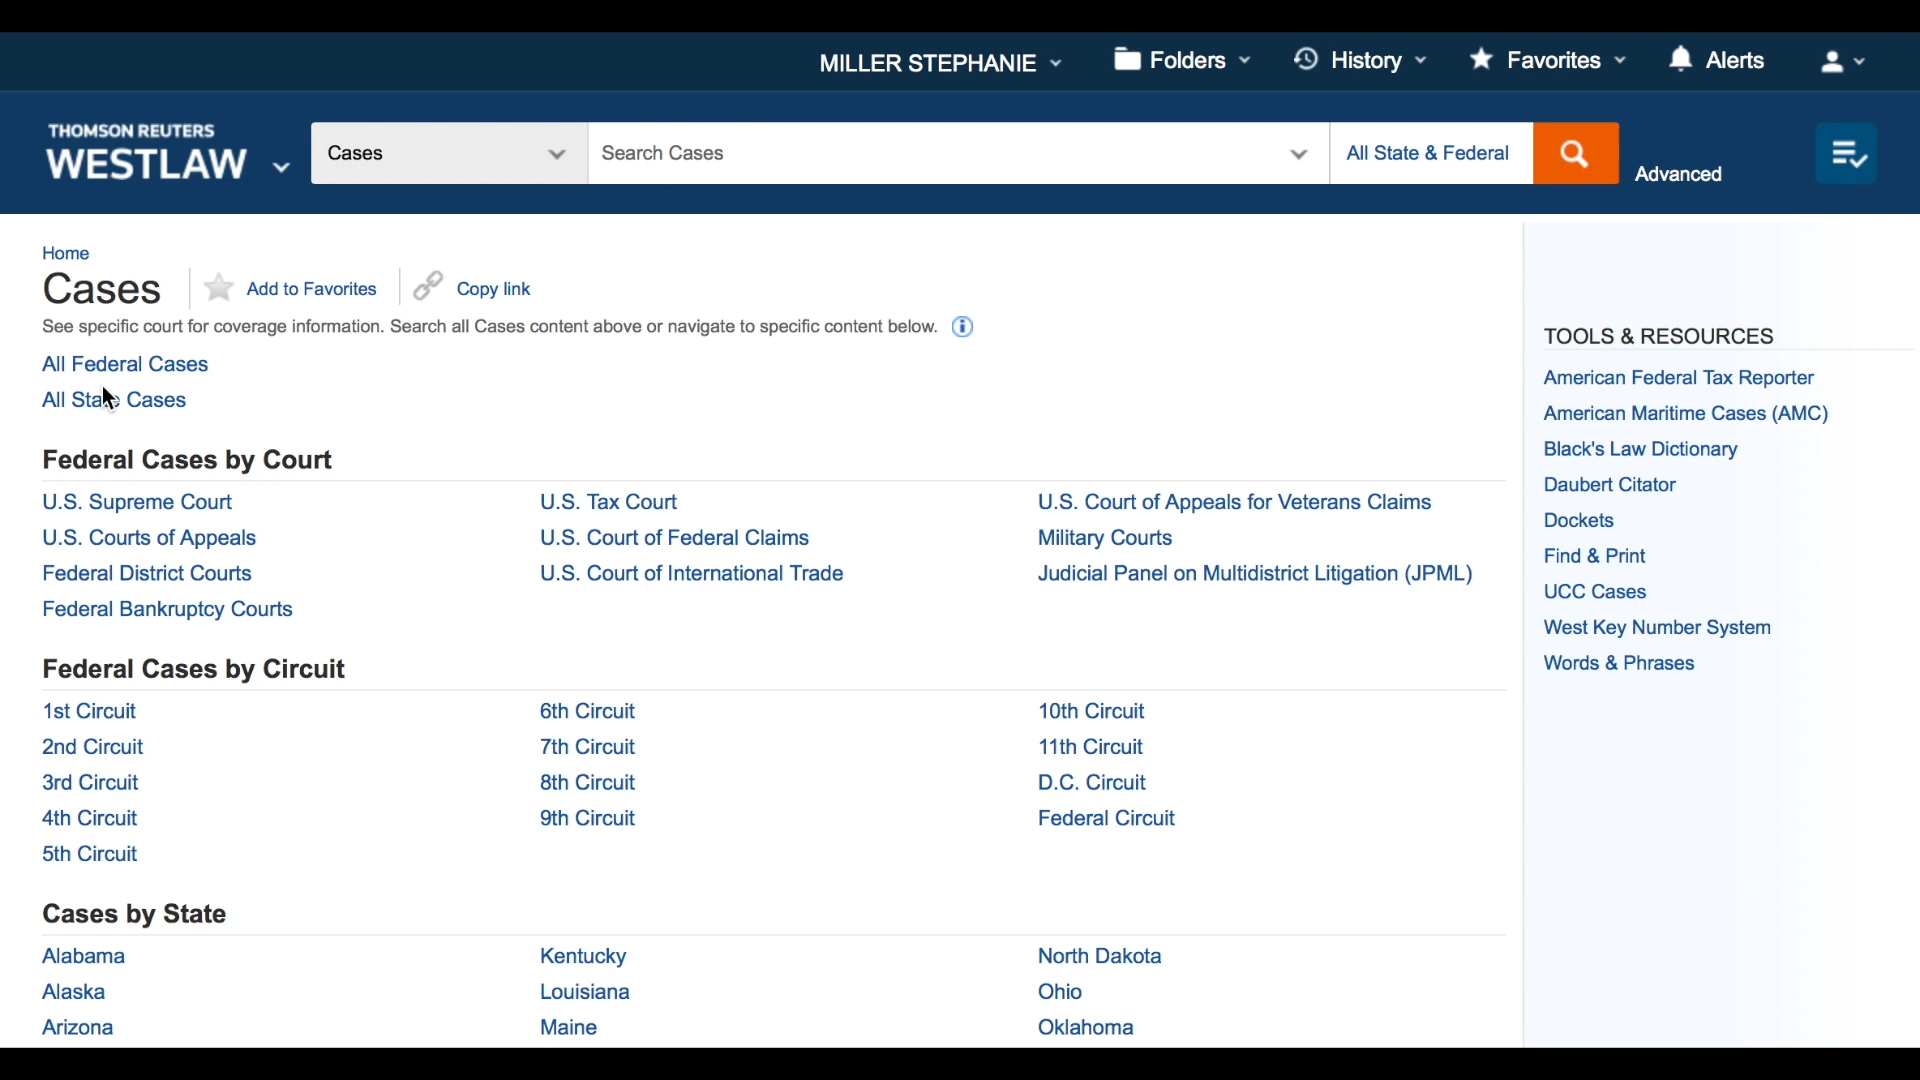 MILLER STEPHANIE Folders History Favorites Alerts
THOMSON REUTERS
WESTLAW
Cases
Search Cases
All State & Federal
Advanced
Home
Cases Add to Favorites Copy link
See specific court for coverage information. Search all Cases content above or navigate to specific content below.
All Federal Cases
All State Cases
Federal Cases by Court
U.S. Supreme Court
U.S. Courts of Appeals
Federal District Courts
Federal Bankruptcy Courts
U.S. Tax Court
U.S. Court of Federal Claims
U.S. Court of International Trade
U.S. Court of Appeals for Veterans Claims
Military Courts
Judicial Panel on Multidistrict Litigation (JPML)
Federal Cases by Circuit
1st Circuit
2nd Circuit
3rd Circuit
4th Circuit
5th Circuit
6th Circuit
7th Circuit
8th Circuit
9th Circuit
10th Circuit
11th Circuit
D.C. Circuit
Federal Circuit
Cases by State
Alabama
Alaska
Arizona
Kentucky
Louisiana
Maine
North Dakota
Ohio
Oklahoma
TOOLS & RESOURCES
American Federal Tax Reporter
American Maritime Cases (AMC)
Black's Law Dictionary
Daubert Citator
Dockets
Find & Print
UCC Cases
West Key Number System
Words & Phrases